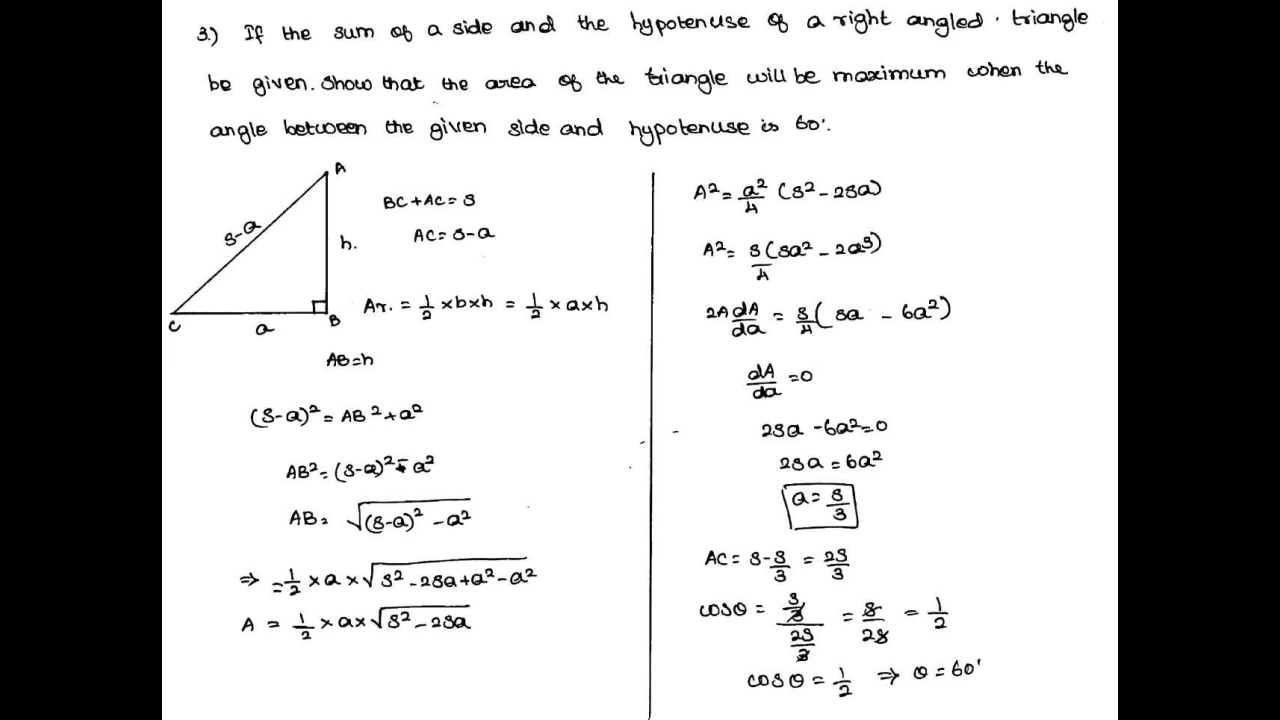 3.) If the sum of a side and the hypotenuse of a right angled . triangle
be given. Show that the area of the triangle will be maximum when the
angle between the given side and hypotenuse is 60°.
A
S-a
h.
C
a
B
BC+AC = S
AC = S-a
Ar. = 1/2 × b × h = 1/2 × a × h
AB=h
(S-a)² = AB² + a²
AB² = (S-a)² - a²
AB = √((S-a)² - a²)
⇒ = 1/2 × a × √(S² - 2Sa + a² - a²)
A = 1/2 × a × √(S² - 2Sa)
A² = a²/4 (S² - 2Sa)
A² = S/4 (Sa² - 2a³)
2A dA/da = S/4 ( Sa - 6a²)
dA/da = 0
2Sa - 6a² = 0
2Sa = 6a²
a = S/3
AC = S - S/3 = 2S/3
cosθ = (S/3)/(2S/3) = S/2S = 1/2
cosθ = 1/2 ⇒ θ = 60°